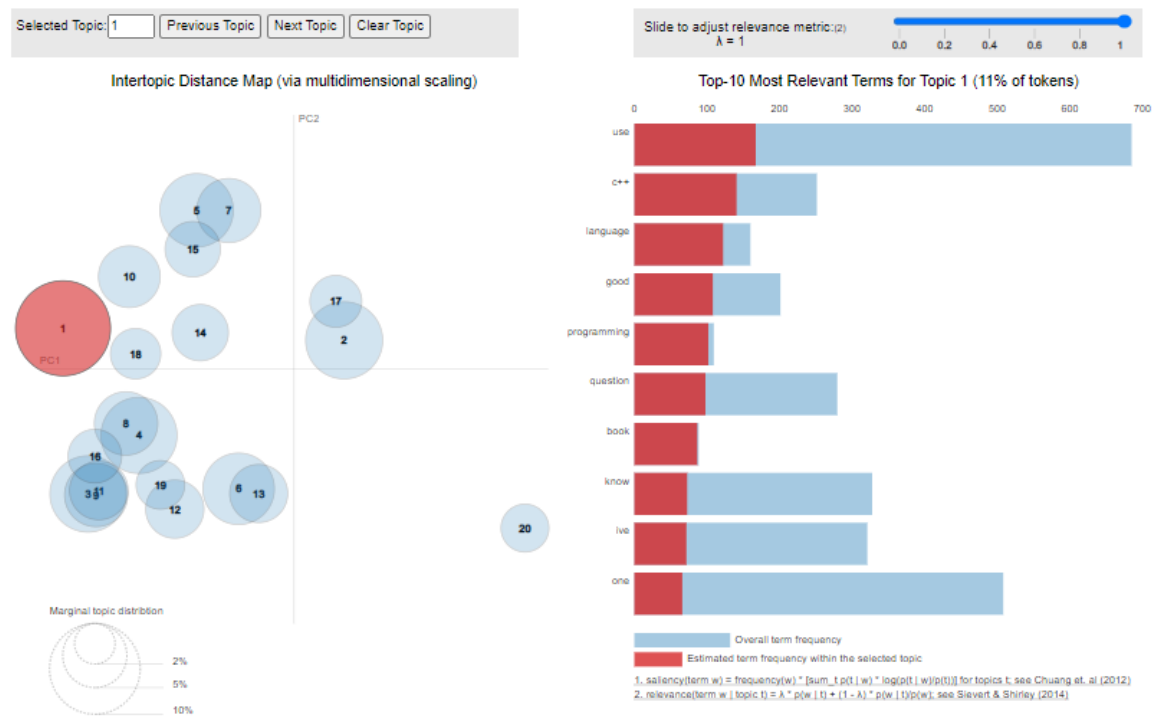 Selected Topic: 1 Previous Topic Next Topic Clear Topic
Slide to adjust relevance metric:(2)
λ = 1
0.0 0.2 0.4 0.6 0.8 1
Intertopic Distance Map (via multidimensional scaling)
PC2
PC1
5
7
15
10
17
1
14
2
18
8
4
16
3
9
11
19
6
13
12
20
Marginal topic distribtion
2%
5%
10%
Top-10 Most Relevant Terms for Topic 1 (11% of tokens)
0 100 200 300 400 500 600 700
use
c++
language
good
programming
question
book
know
ive
one
Overall term frequency
Estimated term frequency within the selected topic
1. saliency(term w) = frequency(w) * [sum_t p(t | w) * log(p(t | w)/p(t))] for topics t; see Chuang et. al (2012)
2. relevance(term w | topic t) = λ * p(w | t) + (1 - λ) * p(w | t)/p(w); see Sievert & Shirley (2014)